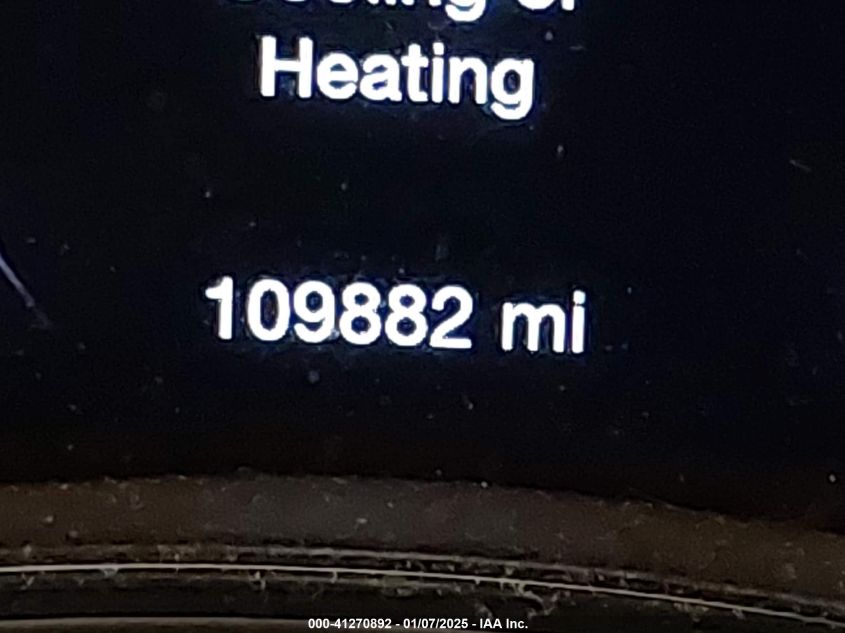 Heating
109882 mi
000-41270892 - 01/07/2025 - IAA Inc.